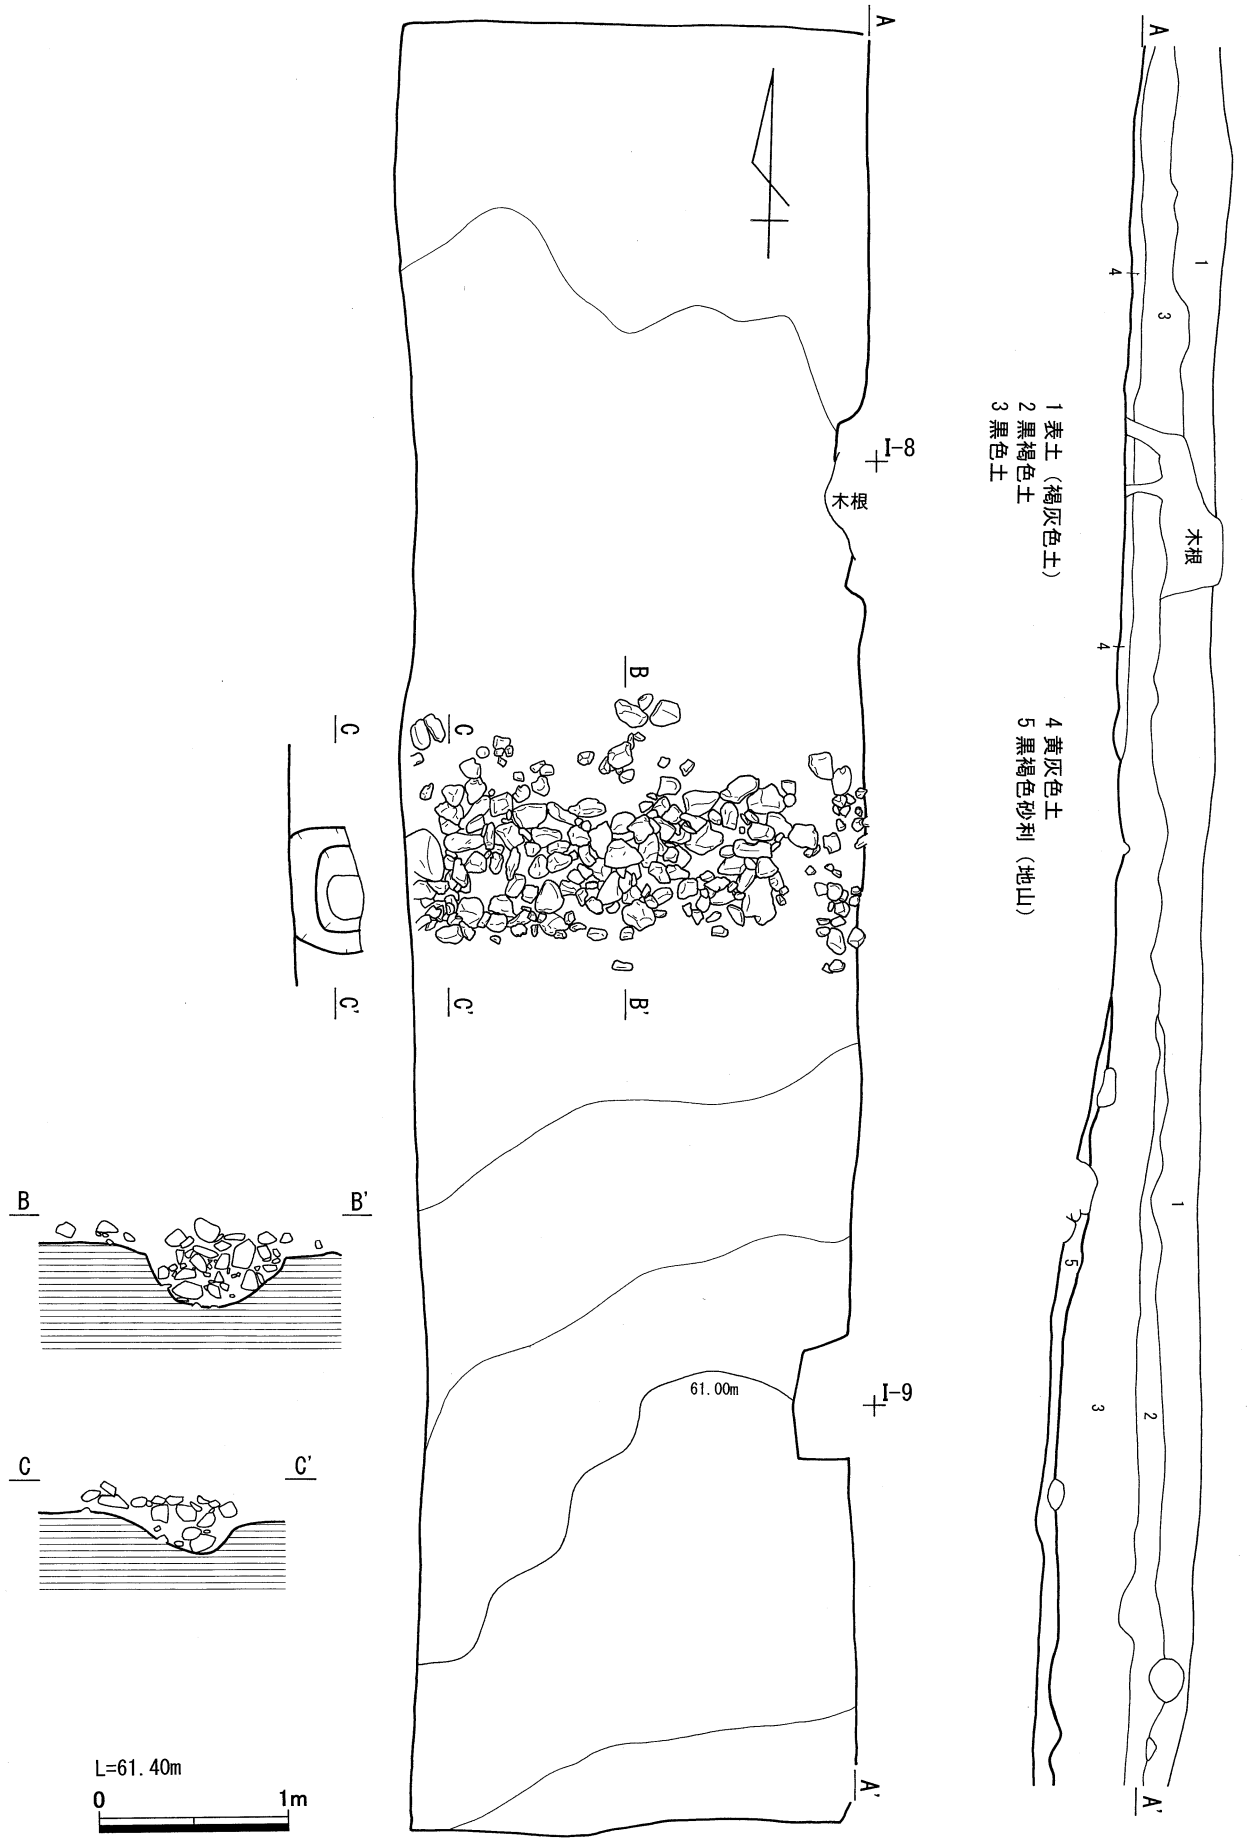 A
A
1
4
3
I-8
木根
木根
1 表土（褐灰色土）
2 黒褐色土
3 黒色土
4
4 黄灰色土
5 黒褐色砂利（地山）
B
C
C
C'
C'
B'
1
5
B
B'
61.00m
I-9
3
2
C
C'
L=61.40m
0
1m
A'
A'